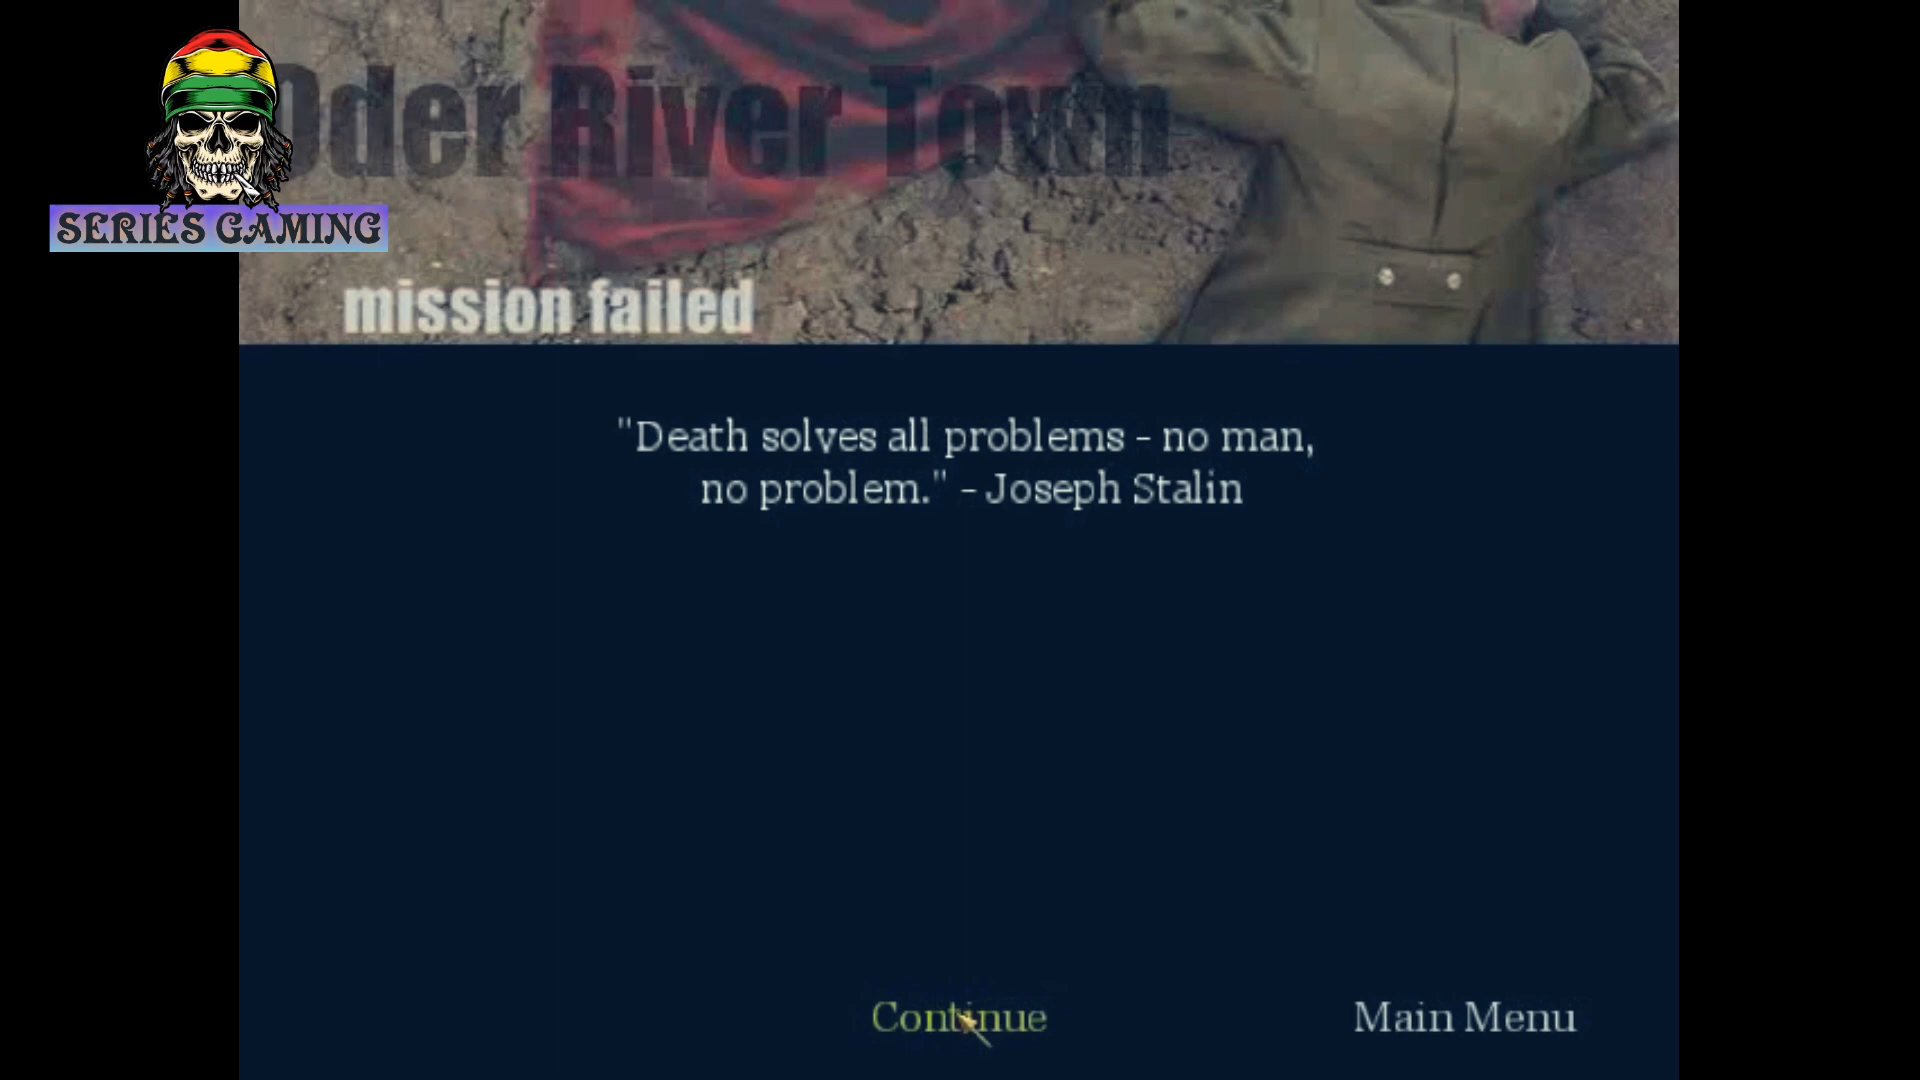 Oder River Town
SERIES GAMING
mission failed
"Death solves all problems - no man,
no problem." - Joseph Stalin
Continue
Main Menu